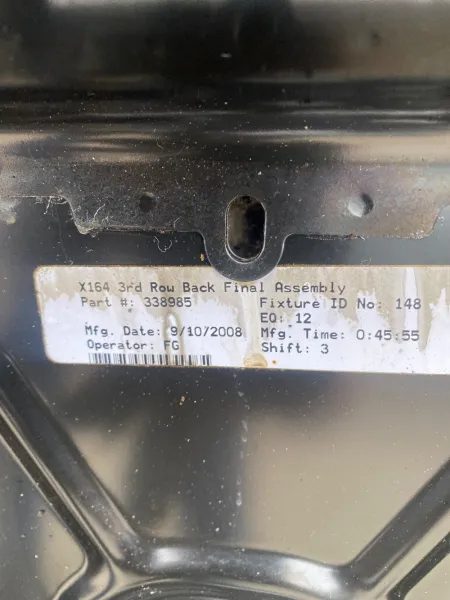 X164 3rd Row Back Final Assembly
Part #: 338985 Fixture ID No: 148
EQ: 12
Mfg. Date: 9/10/2008 Mfg. Time: 0:45:55
Operator: FG Shift: 3